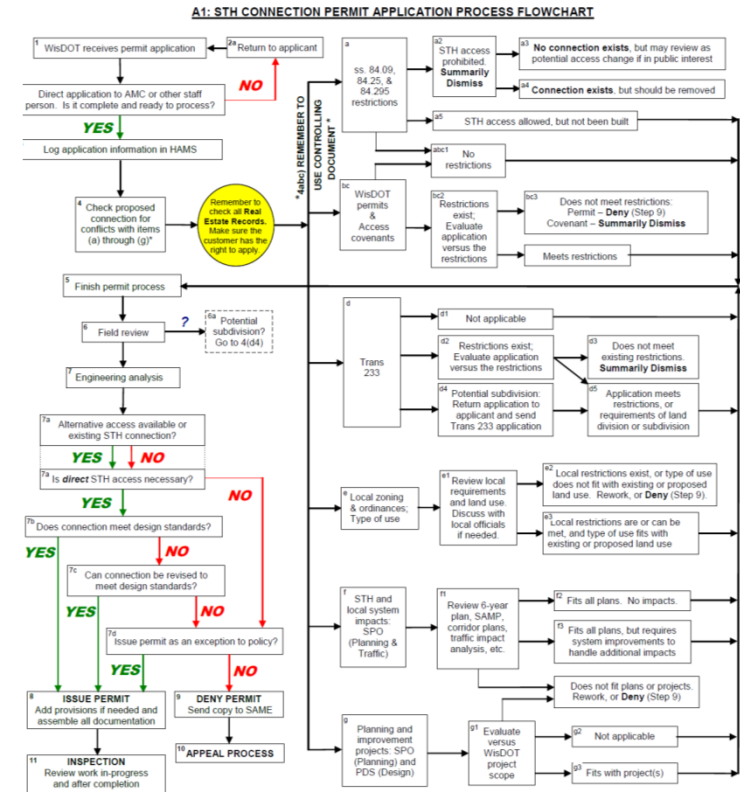 A1: STH CONNECTION PERMIT APPLICATION PROCESS FLOWCHART
1
WisDOT receives permit application
2a
Return to applicant
Direct application to AMC or other staff
person. Is it complete and ready to process?
NO
YES
Log application information in HAMS
4
Check proposed
connection for
conflicts with items
(a) through (g)*
Remember to
check all Real
Estate Records.
Make sure the
customer has the
right to apply.
*4abc) REMEMBER TO
USE CONTROLLING
DOCUMENT *
5
Finish permit process
6
Field review
?
6a
Potential
subdivision?
Go to 4(d4)
7
Engineering analysis
7a
Alternative access available or
existing STH connection?
YES
NO
7a
Is direct STH access necessary?
YES
NO
7b
Does connection meet design standards?
YES
NO
7c
Can connection be revised to
meet design standards?
YES
NO
7d
Issue permit as an exception to policy?
YES
NO
8
ISSUE PERMIT
Add provisions if needed and
assemble all documentation
9
DENY PERMIT
Send copy to SAME
10
APPEAL PROCESS
11
INSPECTION
Review work in-progress
and after completion
a
ss. 84.09,
84.25, &
84.295
restrictions
a2
STH access
prohibited.
Summarily
Dismiss
a3
No connection exists, but may review as
potential access change if in public interest
a4
Connection exists, but should be removed
a5
STH access allowed, but not been built
abc1
No
restrictions
bc
WisDOT
permits
&
Access
covenants
bc2
Restrictions
exist;
Evaluate
application
versus the
restrictions
bc3
Does not meet restrictions:
Permit – Deny (Step 9)
Covenant – Summarily Dismiss
Meets restrictions
d
Trans
233
d1
Not applicable
d2
Restrictions exist;
Evaluate application
versus the restrictions
d3
Does not meet
existing restrictions.
Summarily Dismiss
d4
Potential subdivision:
Return application to
applicant and send
Trans 233 application
d5
Application meets
restrictions, or
requirements of land
division or subdivision
e
Local zoning
& ordinances;
Type of use
e1
Review local
requirements
and land use.
Discuss with
local officials
if needed.
e2
Local restrictions exist, or type of use
does not fit with existing or proposed
land use. Rework, or Deny (Step 9).
e3
Local restrictions are or can be
met, and type of use fits with
existing or proposed land use
f
STH and
local system
impacts:
SPO
(Planning &
Traffic)
f1
Review 6-year
plan, SAMP,
corridor plans,
traffic impact
analysis, etc.
f2
Fits all plans. No impacts.
f3
Fits all plans, but requires
system improvements to
handle additional impacts
Does not fit plans or projects.
Rework, or Deny (Step 9)
g
Planning and
improvement
projects: SPO
(Planning) and
PDS (Design)
g1
Evaluate
versus
WisDOT
project
scope
g2
Not applicable
g3
Fits with project(s)